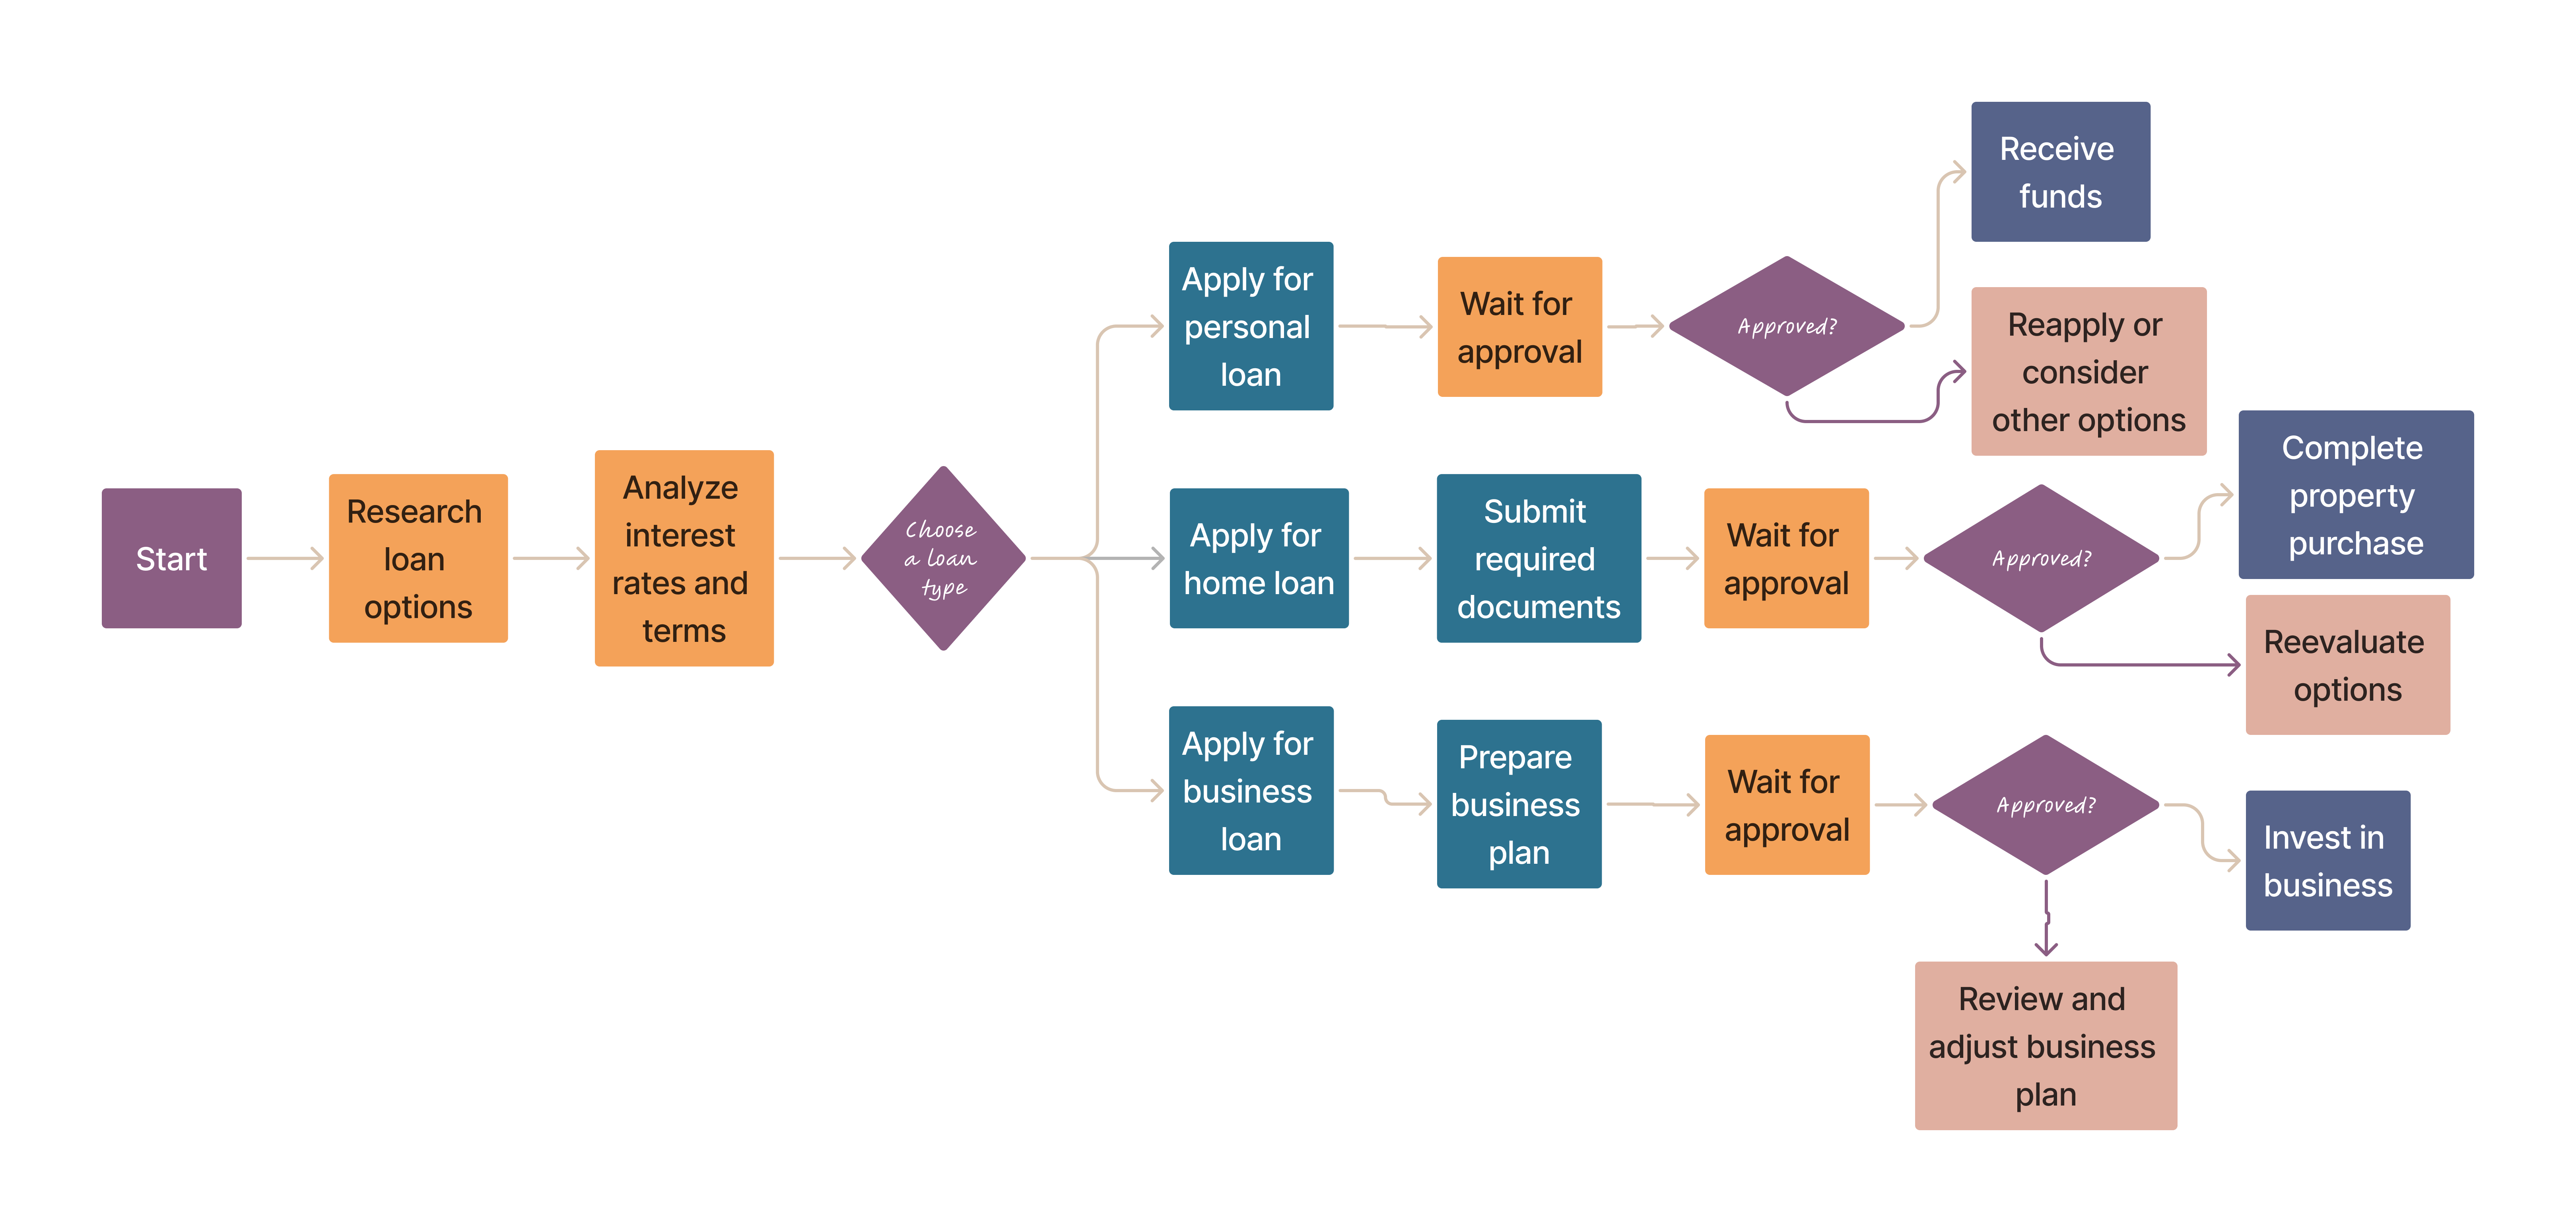 Start
Research
loan
options
Analyze
interest
rates and
terms
Choose
a loan
type
Apply for
personal
loan
Wait for
approval
Approved?
Receive
funds
Reapply or
consider
other options
Apply for
home loan
Submit
required
documents
Wait for
approval
Approved?
Complete
property
purchase
Reevaluate
options
Apply for
business
loan
Prepare
business
plan
Wait for
approval
Approved?
Invest in
business
Review and
adjust business
plan